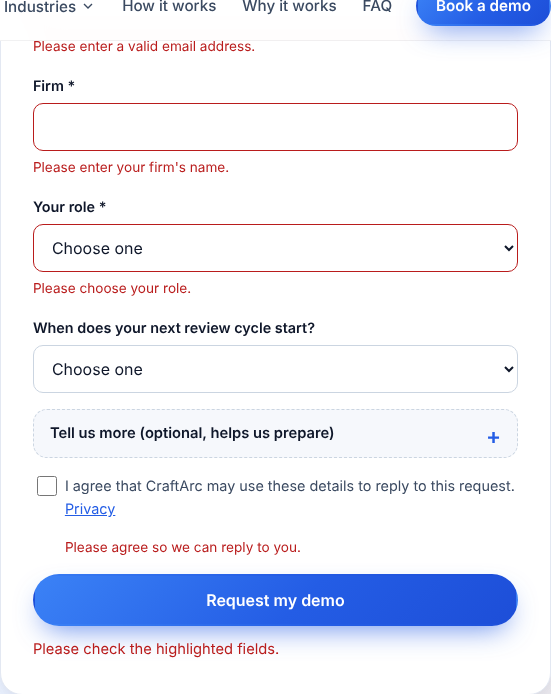 Industries
How it works
Why it works
FAQ
Book a demo
Please enter a valid email address.
Firm *
Please enter your firm's name.
Your role *
Choose one
Please choose your role.
When does your next review cycle start?
Choose one
Tell us more (optional, helps us prepare)
+
I agree that CraftArc may use these details to reply to this request.
Privacy
Please agree so we can reply to you.
Request my demo
Please check the highlighted fields.